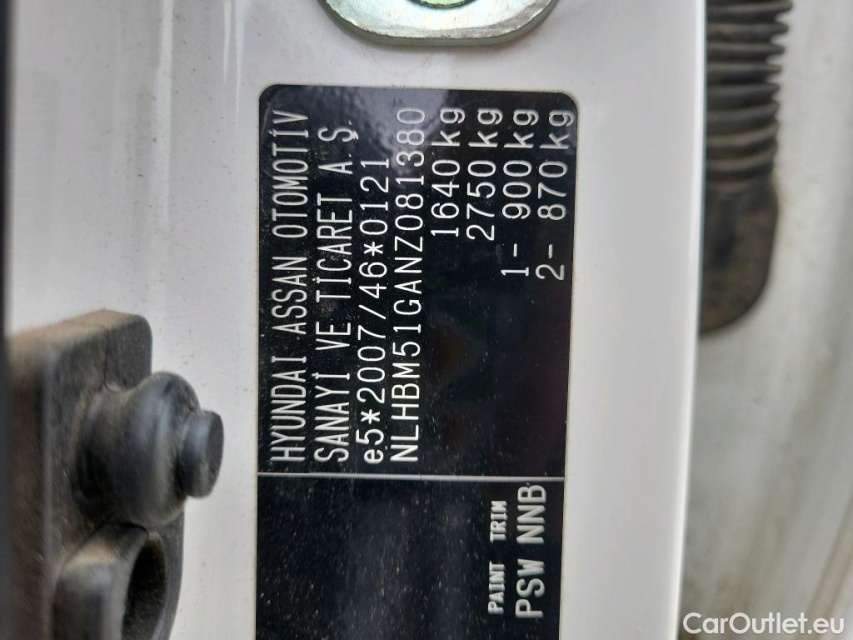 HYUNDAI ASSAN OTOMOTİV
SANAYİ VE TİCARET A.Ş.
e5*2007/46*0121
NLHBM51GANZ081380
1640 kg
2750 kg
1- 900 kg
2- 870 kg
PAINT TRIM
PSW NNB
CarOutlet.eu